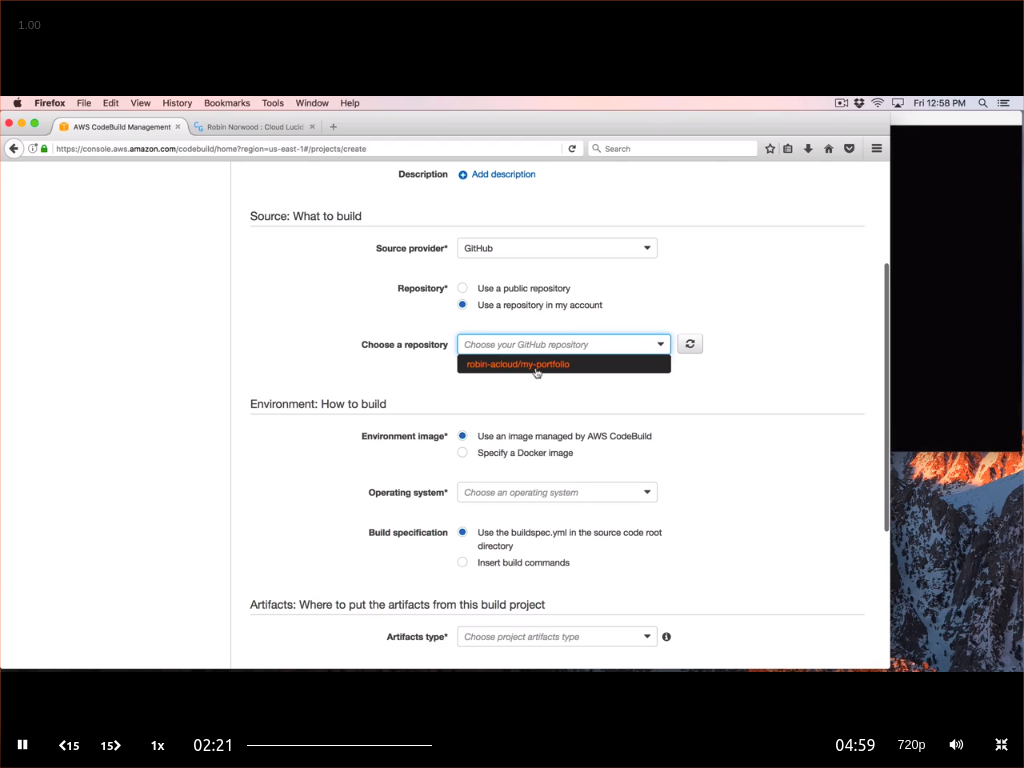 1.00
Firefox File Edit View History Bookmarks Tools Window Help Fri 12:58 PM
AWS CodeBuild Management × Robin Norwood : Cloud Lucid × +
https://console.aws.amazon.com/codebuild/home?region=us-east-1#/projects/create Search
Description Add description
Source: What to build
Source provider* GitHub
Repository* Use a public repository
Use a repository in my account
Choose a repository Choose your GitHub repository
robin-acloud/my-portfolio
Environment: How to build
Environment image* Use an image managed by AWS CodeBuild
Specify a Docker image
Operating system* Choose an operating system
Build specification Use the buildspec.yml in the source code root
directory
Insert build commands
Artifacts: Where to put the artifacts from this build project
Artifacts type* Choose project artifacts type
15 15 1x 02:21 04:59 720p